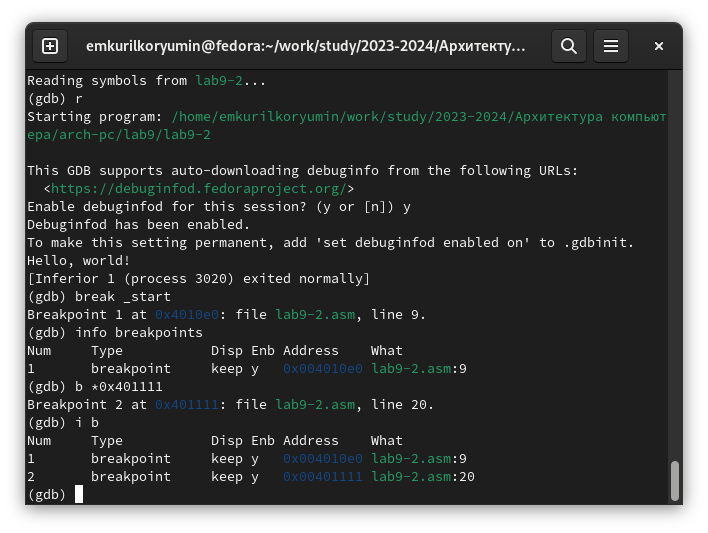 emkurilkoryumin@fedora:~/work/study/2023-2024/Архитекту...
Reading symbols from lab9-2...
(gdb) r
Starting program: /home/emkurilkoryumin/work/study/2023-2024/Архитектура компьют
ера/arch-pc/lab9/lab9-2
This GDB supports auto-downloading debuginfo from the following URLs:
<https://debuginfod.fedoraproject.org/>
Enable debuginfod for this session? (y or [n]) y
Debuginfod has been enabled.
To make this setting permanent, add 'set debuginfod enabled on' to .gdbinit.
Hello, world!
[Inferior 1 (process 3020) exited normally]
(gdb) break _start
Breakpoint 1 at 0x4010e0: file lab9-2.asm, line 9.
(gdb) info breakpoints
Num     Type           Disp Enb Address    What
1       breakpoint     keep y   0x004010e0 lab9-2.asm:9
(gdb) b *0x401111
Breakpoint 2 at 0x401111: file lab9-2.asm, line 20.
(gdb) i b
Num     Type           Disp Enb Address    What
1       breakpoint     keep y   0x004010e0 lab9-2.asm:9
2       breakpoint     keep y   0x00401111 lab9-2.asm:20
(gdb)